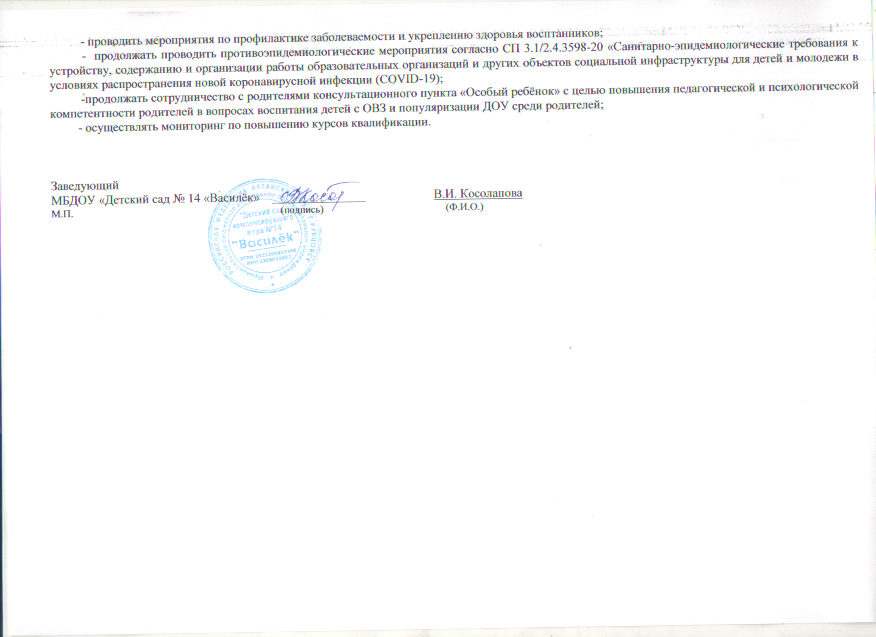 - проводить мероприятия по профилактике заболеваемости и укреплению здоровья воспитанников;
- продолжать проводить противоэпидемиологические мероприятия согласно СП 3.1/2.4.3598-20 «Санитарно-эпидемиологические требования к
устройству, содержанию и организации работы образовательных организаций и других объектов социальной инфраструктуры для детей и молодежи в
условиях распространения новой коронавирусной инфекции (COVID-19);
-продолжать сотрудничество с родителями консультационного пункта «Особый ребёнок» с целью повышения педагогической и психологической
компетентности родителей в вопросах воспитания детей с ОВЗ и популяризации ДОУ среди родителей;
- осуществлять мониторинг по повышению курсов квалификации.
Заведующий
МБДОУ «Детский сад № 14 «Василёк» В.И. Косолапова
М.П. (подпись) (Ф.И.О.)
"Детский сад
компенсирующего
вида №14
"Василёк"